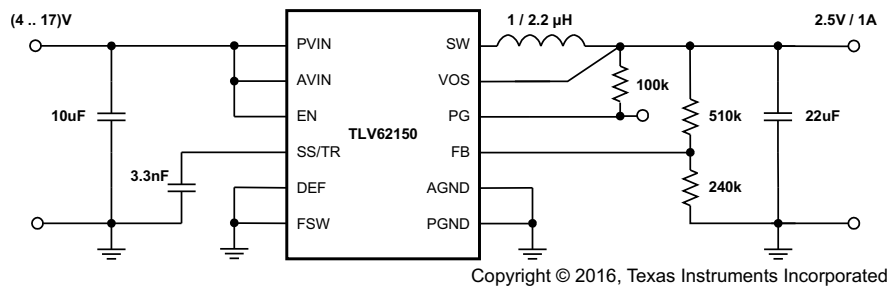 (4 .. 17)V
1 / 2.2 µH
2.5V / 1A
PVIN
SW
AVIN
VOS
100k
10uF
EN
PG
510k
22uF
TLV62150
SS/TR
FB
3.3nF
DEF
AGND
240k
FSW
PGND
Copyright © 2016, Texas Instruments Incorporated